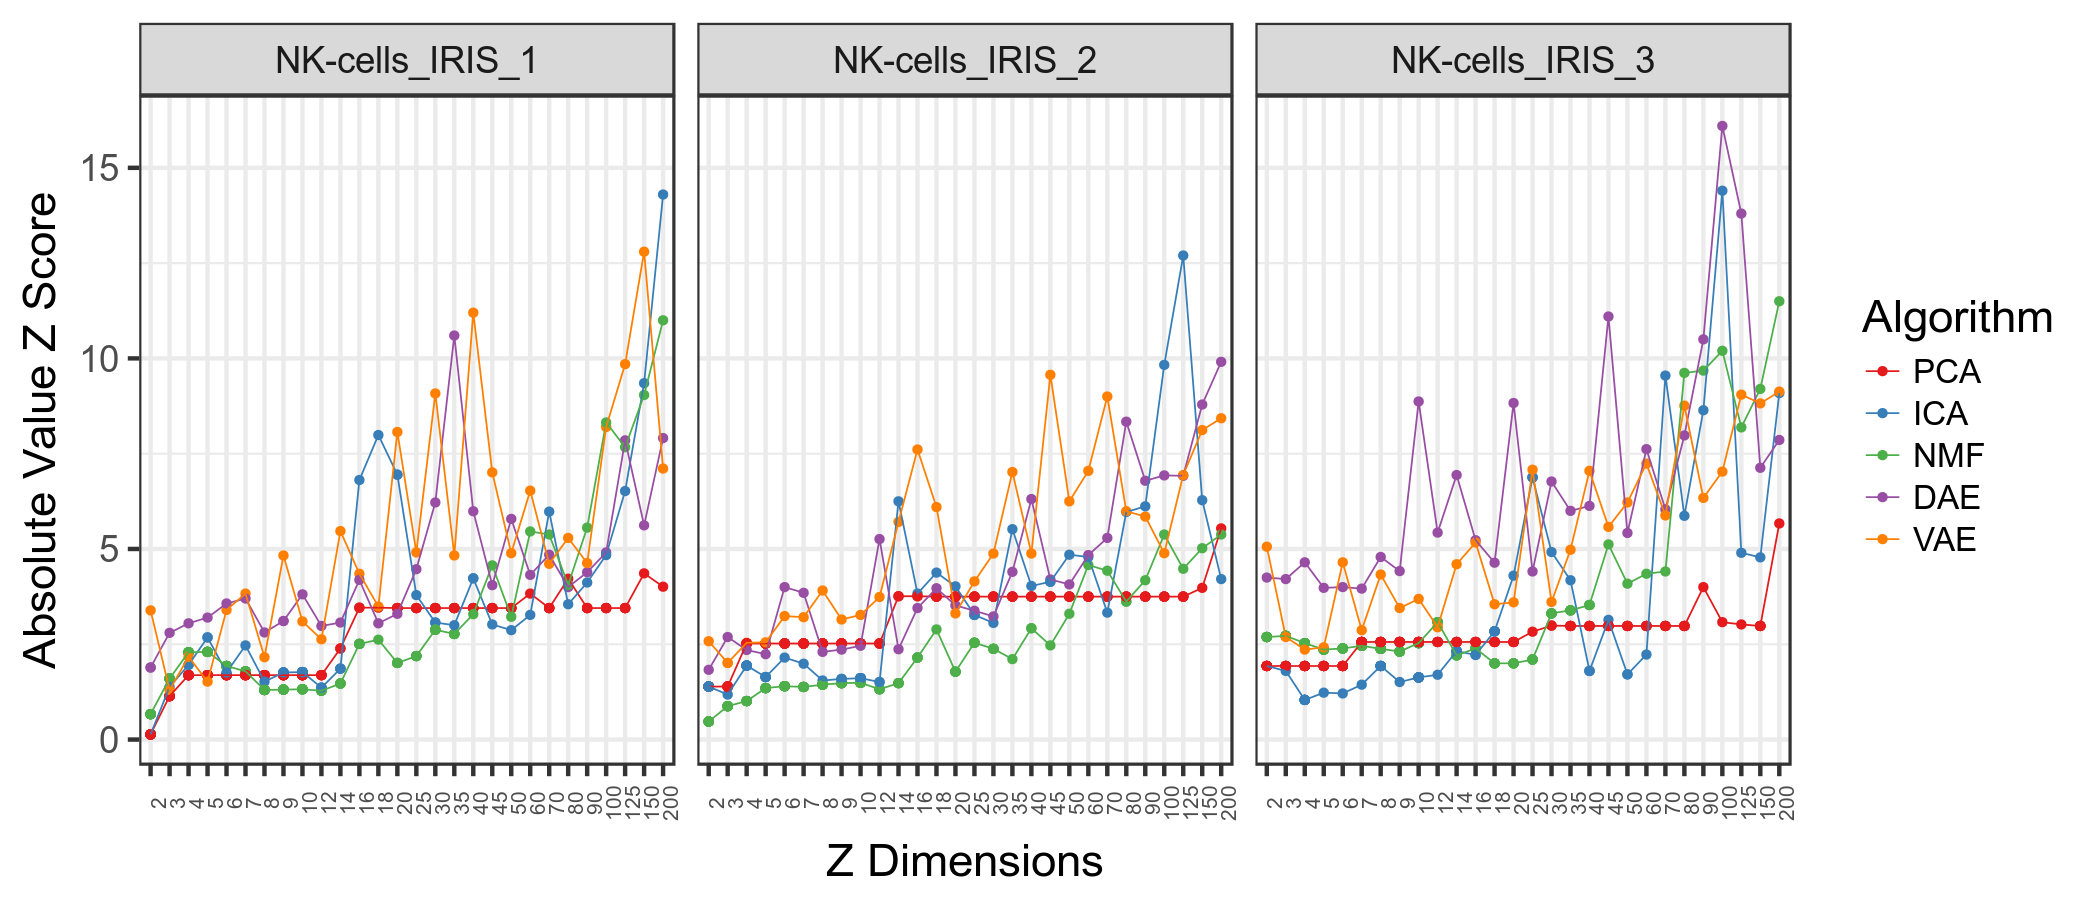 NK-cells_IRIS_1 NK-cells_IRIS_2 NK-cells_IRIS_3
Absolute Value Z Score
15
10
5
0
2 3 4 5 6 7 8 9 10 12 14 16 18 20 25 30 35 40 45 50 60 70 80 90 100 125 150 200
2 3 4 5 6 7 8 9 10 12 14 16 18 20 25 30 35 40 45 50 60 70 80 90 100 125 150 200
2 3 4 5 6 7 8 9 10 12 14 16 18 20 25 30 35 40 45 50 60 70 80 90 100 125 150 200
Z Dimensions
Algorithm
PCA
ICA
NMF
DAE
VAE